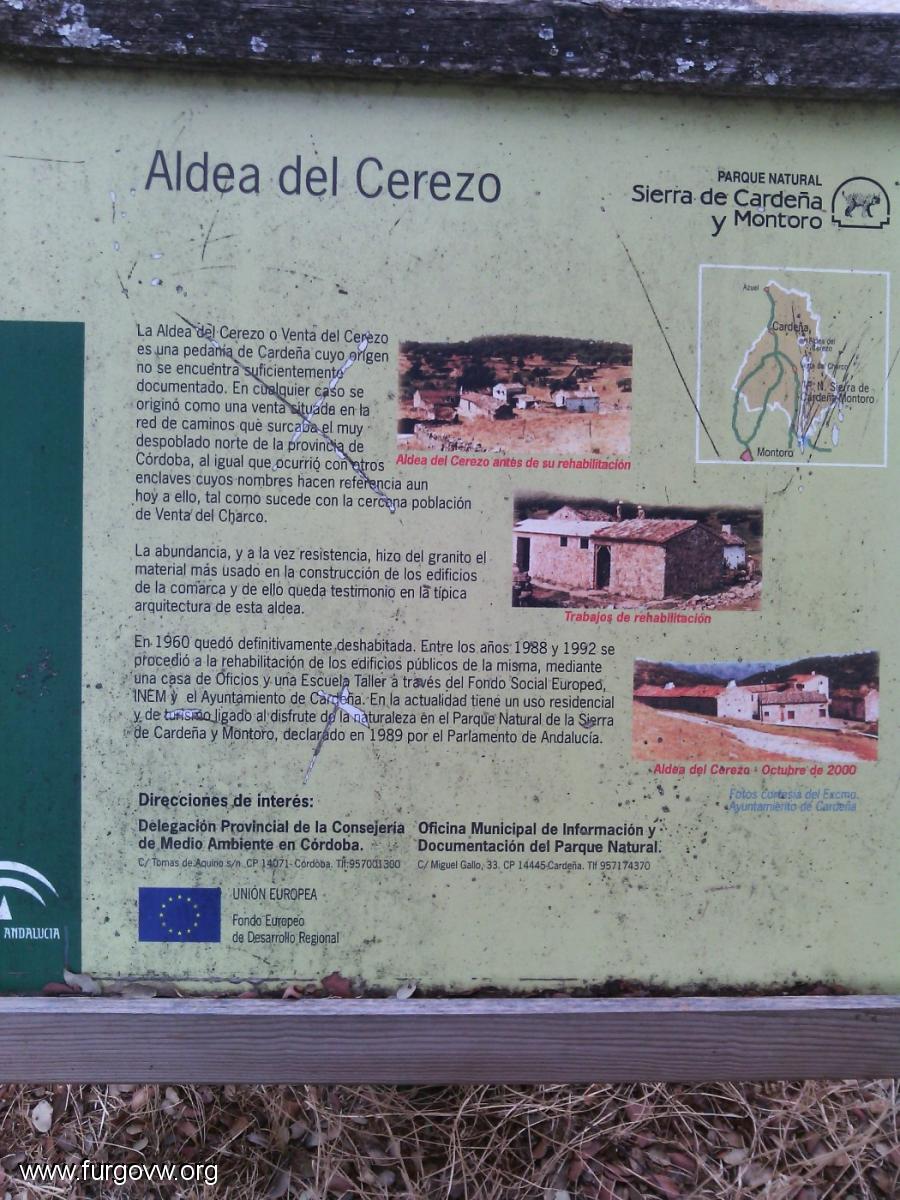 Aldea del Cerezo
PARQUE NATURAL
Sierra de Cardeña
y Montoro
Azuel
Cardeña
Montoro
La Aldea del Cerezo o Venta del Cerezo
es una pedanía de Cardeña cuyo origen
no se encuentra suficientemente
documentado. En cualquier caso se
originó como una venta situada en la
red de caminos que surcaba el muy
despoblado norte de la provincia de
Córdoba, al igual que ocurrió con otros
enclaves cuyos nombres hacen referencia aun
hoy a ello, tal como sucede con la cercana población
de Venta del Charco.
Aldea del Cerezo antes de su rehabilitación
La abundancia, y a la vez resistencia, hizo del granito el
material más usado en la construcción de los edificios
de la comarca y de ello queda testimonio en la típica
arquitectura de esta aldea.
Trabajos de rehabilitación
En 1960 quedó definitivamente deshabitada. Entre los años 1988 y 1992 se
procedió a la rehabilitación de los edificios públicos de la misma, mediante
una casa de Oficios y una Escuela Taller a través del Fondo Social Europeo,
INEM y el Ayuntamiento de Cardeña. En la actualidad tiene un uso residencial
y de turismo ligado al disfrute de la naturaleza en el Parque Natural de la Sierra
de Cardeña y Montoro, declarado en 1989 por el Parlamento de Andalucía.
Aldea del Cerezo - Octubre de 2000
Fotos cortesía del Excmo.
Ayuntamiento de Cardeña
Direcciones de interés:
Delegación Provincial de la Consejería
de Medio Ambiente en Córdoba.
C/ Tomas de Aquino s/n. CP 14071- Córdoba. Tlf:957001300
Oficina Municipal de Información y
Documentación del Parque Natural.
C/ Miguel Gallo, 33. CP 14445-Cardeña. Tlf 957174370
UNIÓN EUROPEA
Fondo Europeo
de Desarrollo Regional
ANDALUCIA
www.furgovw.org